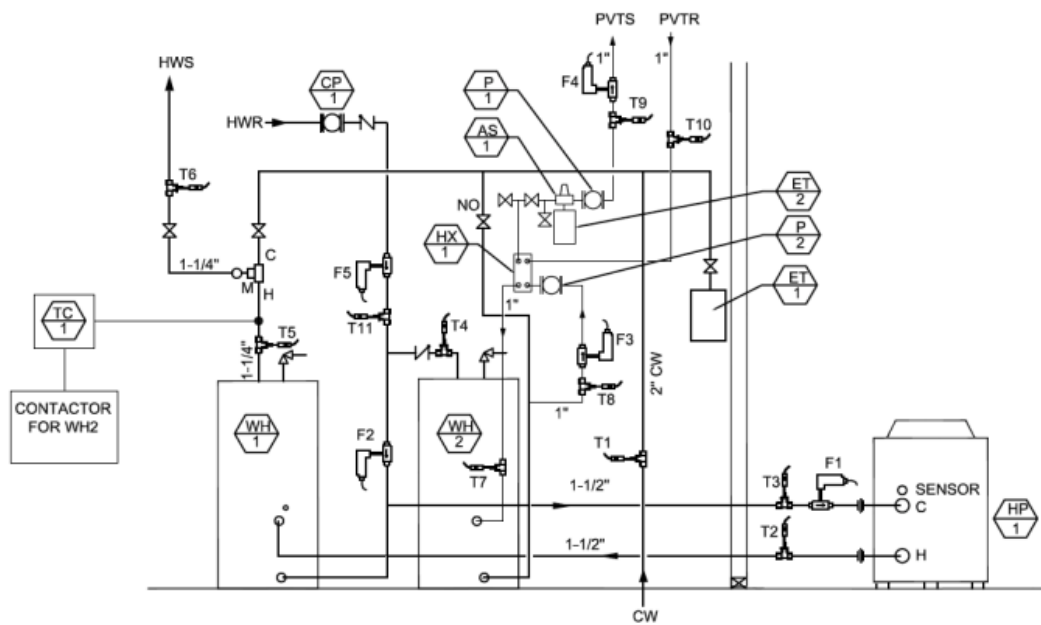 PVTS
PVTR
HWS
1"
1"
F4
CP
1
P
1
T9
HWR
AS
1
T10
T6
ET
2
NO
HX
1
P
2
C
F5
1-1/4"
M
H
ET
1
1"
TC
1
T11
T4
F3
T5
1-1/4"
2" CW
T8
1"
CONTACTOR
FOR WH2
WH
1
F2
WH
2
T1
T7
T3
F1
1-1/2"
SENSOR
C
HP
1
T2
1-1/2"
H
CW